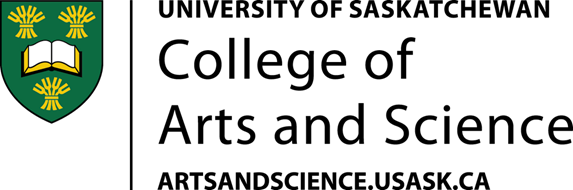 UNIVERSITY OF SASKATCHEWAN
College of
Arts and Science
ARTSANDSCIENCE.USASK.CA